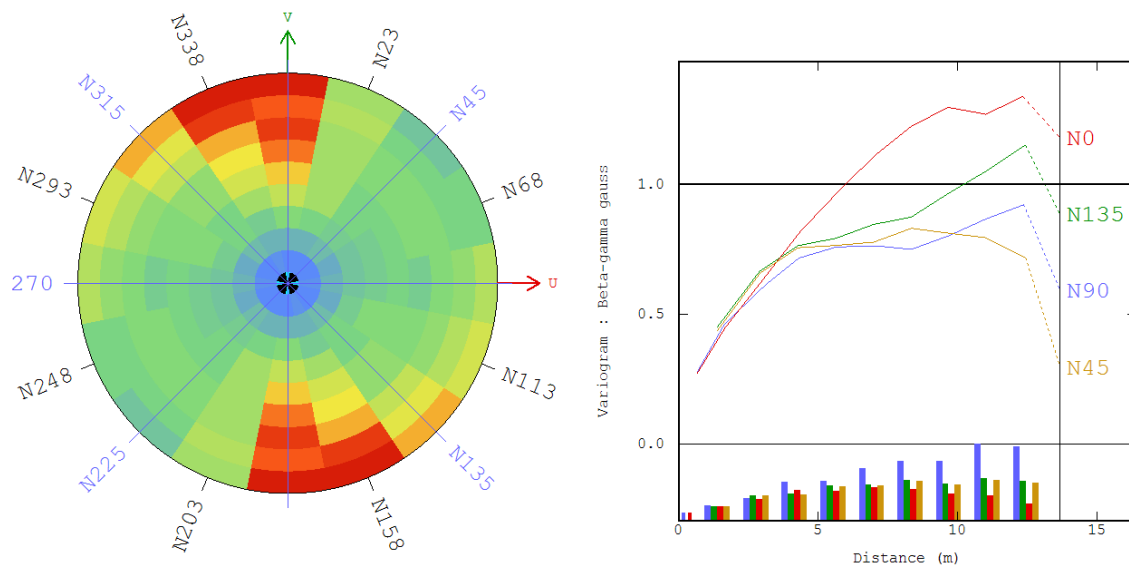 V
N338
N23
N315
N45
N293
N68
270
U
N248
N113
N225
N135
N203
N158
Variogram : Beta-gamma gauss
1.0
0.5
0.0
N0
N135
N90
N45
0
5
10
15
Distance (m)